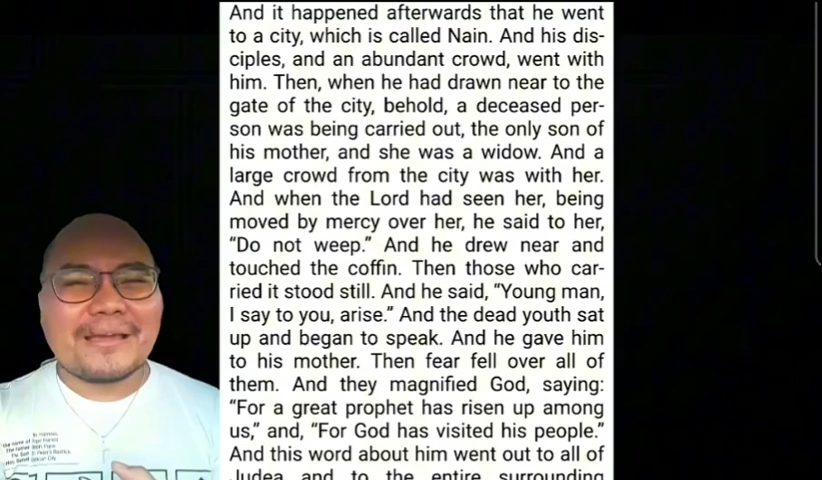 And it happened afterwards that he went
to a city, which is called Nain. And his dis-
ciples, and an abundant crowd, went with
him. Then, when he had drawn near to the
gate of the city, behold, a deceased per-
son was being carried out, the only son of
his mother, and she was a widow. And a
large crowd from the city was with her.
And when the Lord had seen her, being
moved by mercy over her, he said to her,
“Do not weep.” And he drew near and
touched the coffin. Then those who car-
ried it stood still. And he said, “Young man,
I say to you, arise.” And the dead youth sat
up and began to speak. And he gave him
to his mother. Then fear fell over all of
them. And they magnified God, saying:
“For a great prophet has risen up among
us,” and, “For God has visited his people.”
And this word about him went out to all of
Judea and to the entire surrounding